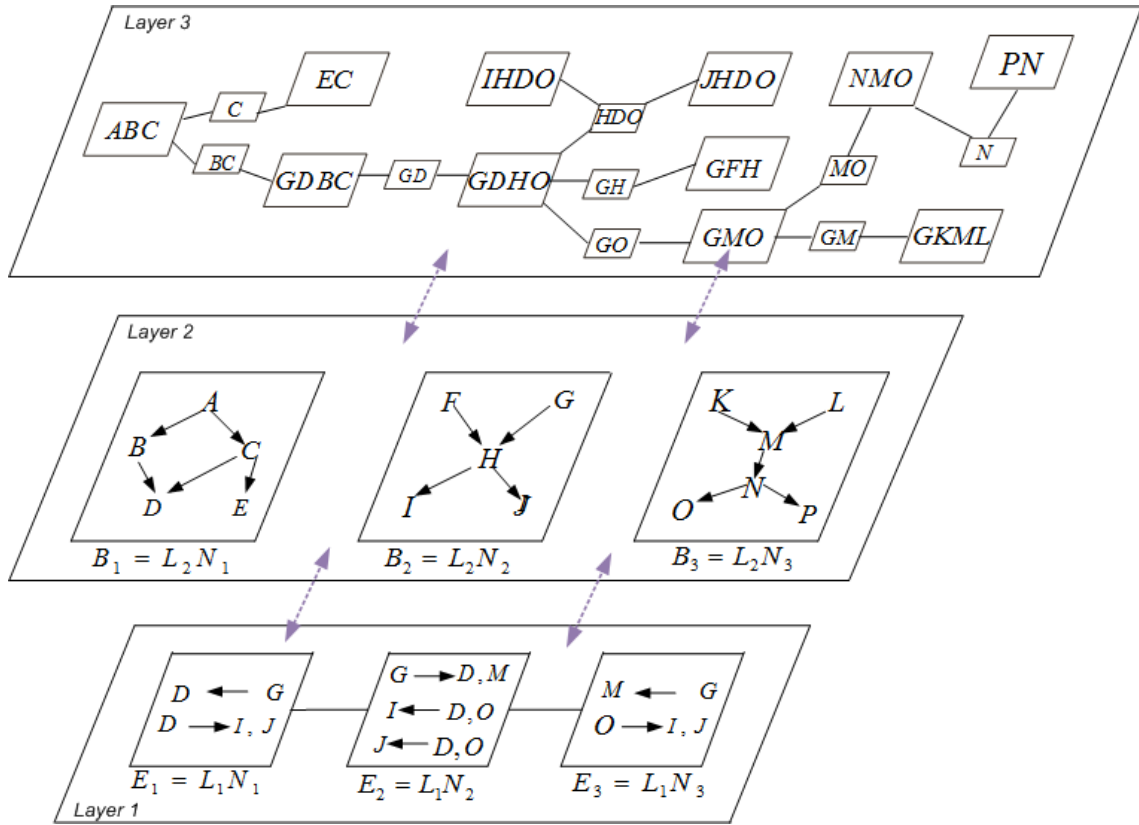 Layer 3
EC
IHDO
JHDO
NMO
PN
C
HDO
ABC
N
BC
GDBC
GD
GDHO
GH
GFH
MO
GO
GMO
GM
GKML
Layer 2
A
B
C
D
E
B₁ = L₂N₁
F
G
H
I
J
B₂ = L₂N₂
K
L
M
N
O
P
B₃ = L₂N₃
D ← G
D → I, J
E₁ = L₁N₁
G → D, M
I ← D, O
J ← D, O
E₂ = L₁N₂
M ← G
O → I, J
E₃ = L₁N₃
Layer 1